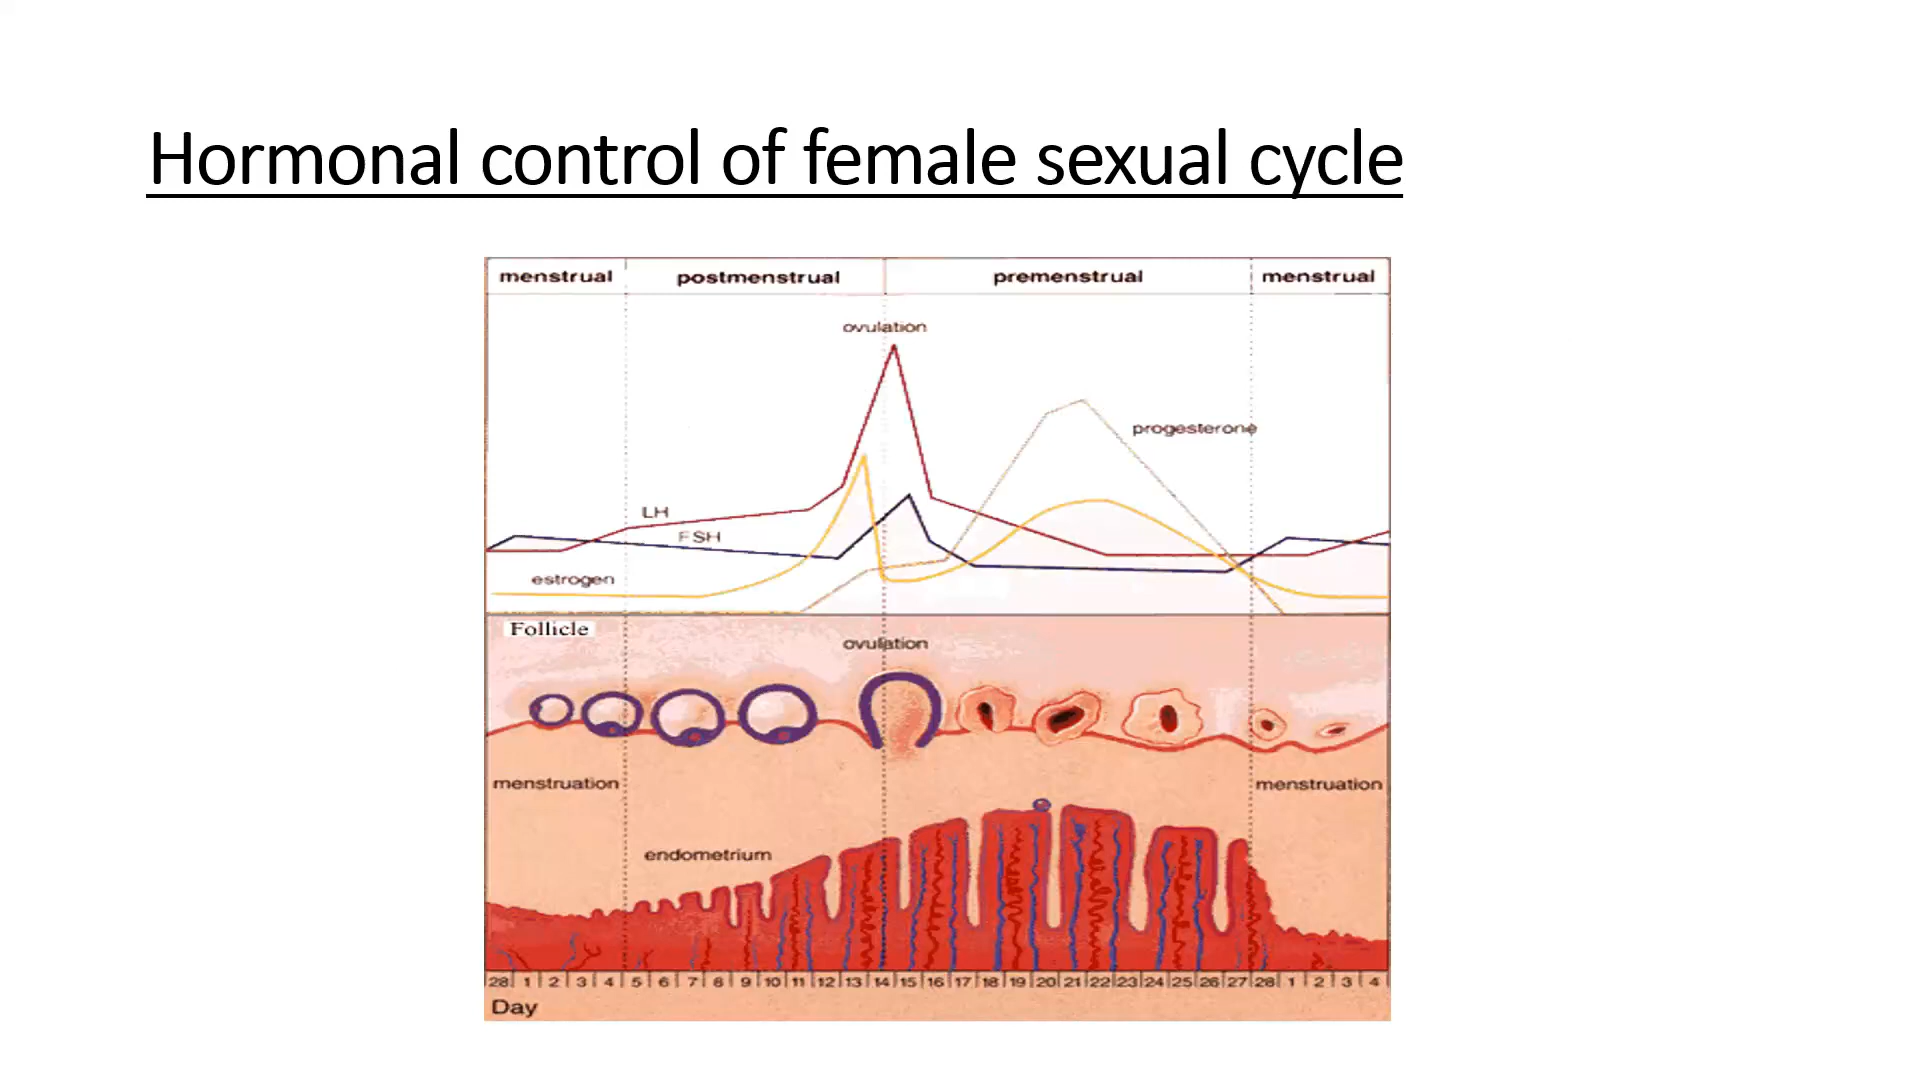 Hormonal control of female sexual cycle
menstrual postmenstrual premenstrual menstrual
ovulation
progesterone
LH
FSH
estrogen
Follicle
ovulation
menstruation menstruation
endometrium
28 1 2 3 4 5 6 7 8 9 10 11 12 13 14 15 16 17 18 19 20 21 22 23 24 25 26 27 28 1 2 3 4
Day